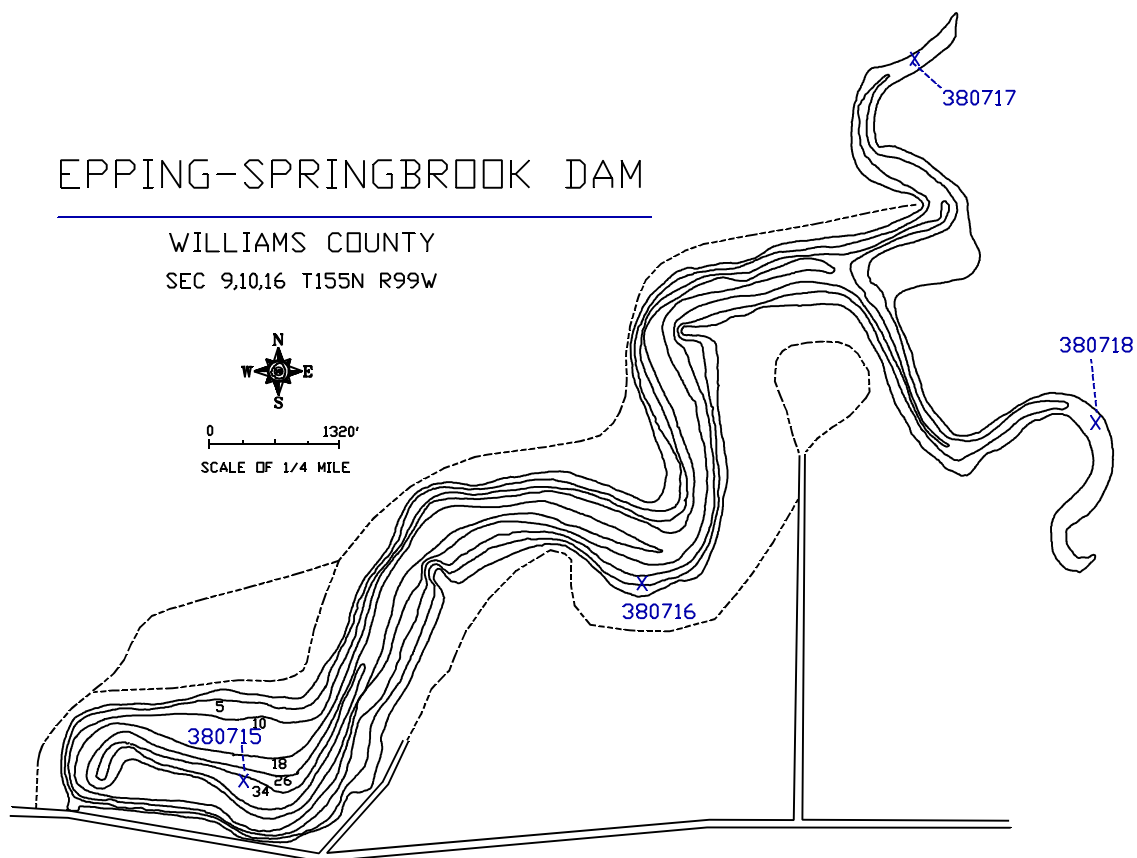 380717
EPPING-SPRINGBROOK DAM
WILLIAMS COUNTY
SEC 9,10,16 T155N R99W
N
W E
S
380718
0 1320'
SCALE OF 1/4 MILE
380716
5
10
380715
18
26
34